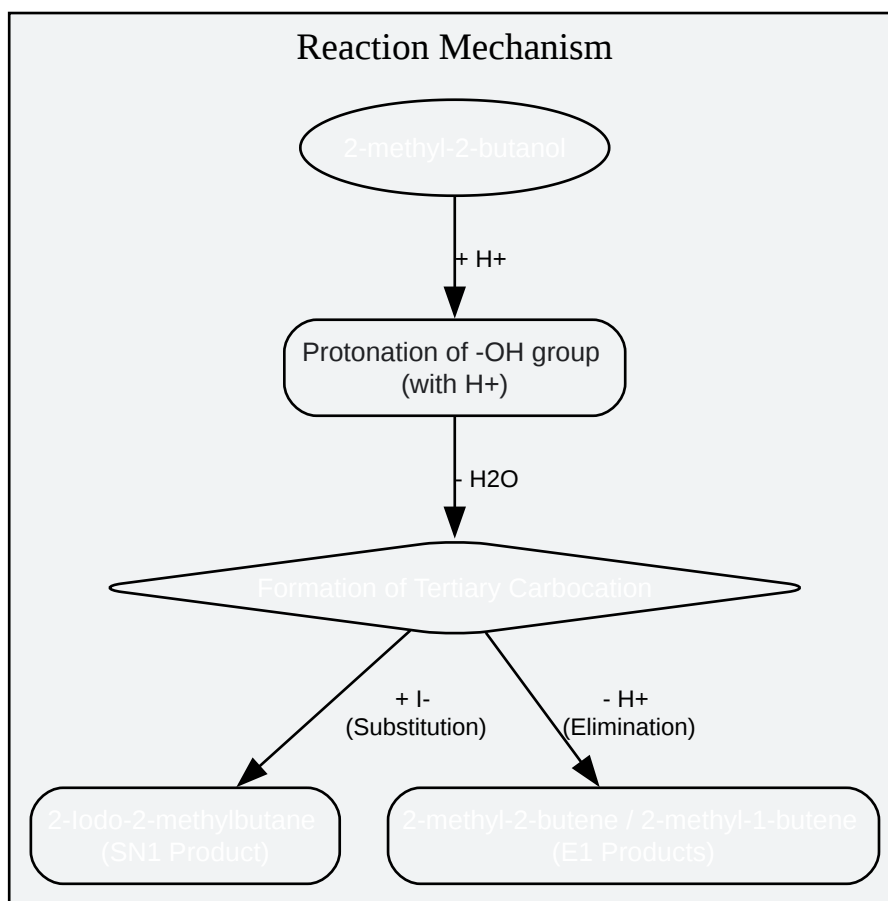 Reaction Mechanism
2-methyl-2-butanol
+ H+
Protonation of -OH group
(with H+)
- H2O
Formation of Tertiary Carbocation
+ I-
(Substitution)
- H+
(Elimination)
2-Iodo-2-methylbutane
(SN1 Product)
2-methyl-2-butene / 2-methyl-1-butene
(E1 Products)